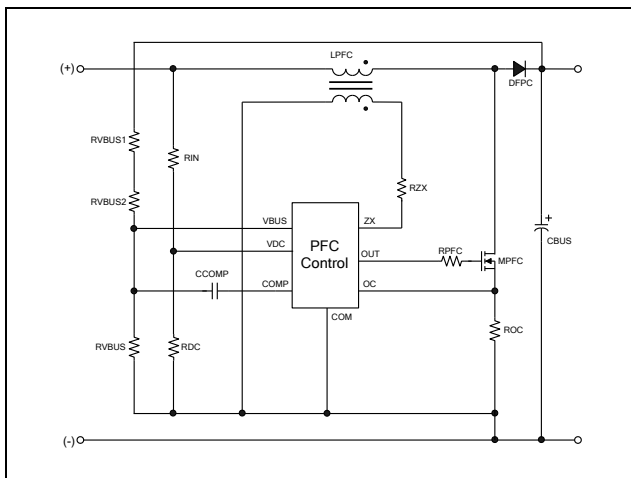 LPFC
(+)
DFPC
RVBUS1
RIN
RZX
RVBUS2
+
VBUS
ZX
CBUS
VDC
PFC
Control
RPFC
OUT
MPFC
CCOMP
COMP
OC
COM
ROC
RVBUS
RDC
(-)